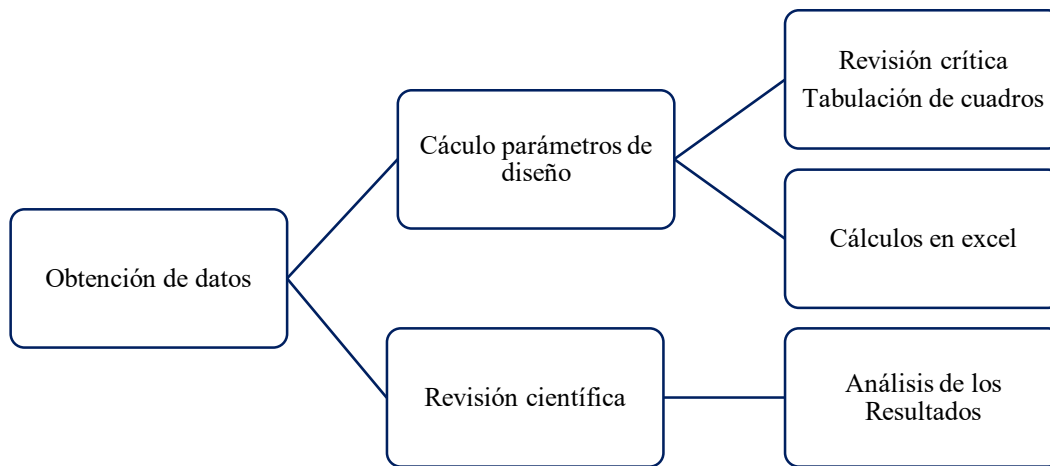 Obtención de datos
Cáculo parámetros de
diseño
Revisión crítica
Tabulación de cuadros
Cálculos en excel
Revisión científica
Análisis de los
Resultados